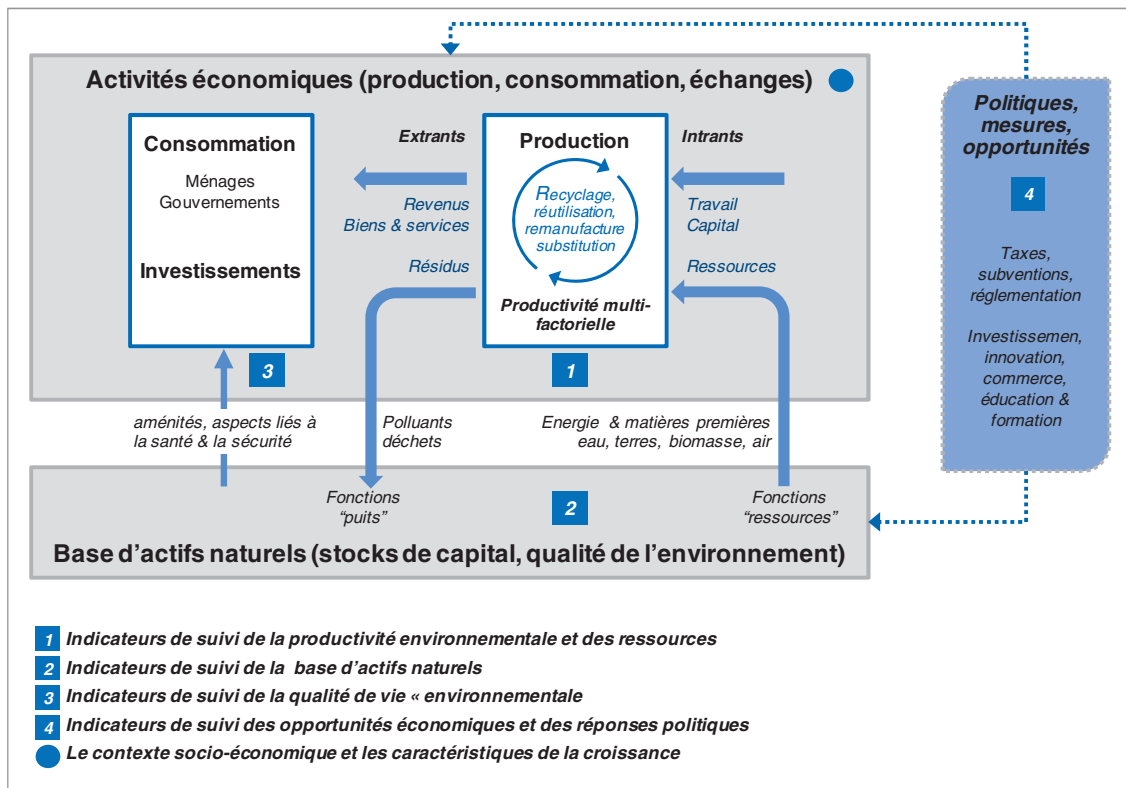 Activités économiques (production, consommation, échanges)
Consommation
Ménages
Gouvernements
Investissements
3
Extrants
Revenus
Biens & services
Résidus
Production
Recyclage,
réutilisation,
remanufacture
substitution
Productivité multi-
factorielle
1
Intrants
Travail
Capital
Ressources
Politiques,
mesures,
opportunités
4
Taxes,
subventions,
réglementation
Investissemen,
innovation,
commerce,
éducation &
formation
aménités, aspects liés à
la santé & la sécurité
Polluants
déchets
Energie & matières premières
eau, terres, biomasse, air
Fonctions
“puits”
2
Fonctions
“ressources”
Base d’actifs naturels (stocks de capital, qualité de l’environnement)
1 Indicateurs de suivi de la productivité environnementale et des ressources
2 Indicateurs de suivi de la base d’actifs naturels
3 Indicateurs de suivi de la qualité de vie « environnementale
4 Indicateurs de suivi des opportunités économiques et des réponses politiques
Le contexte socio-économique et les caractéristiques de la croissance